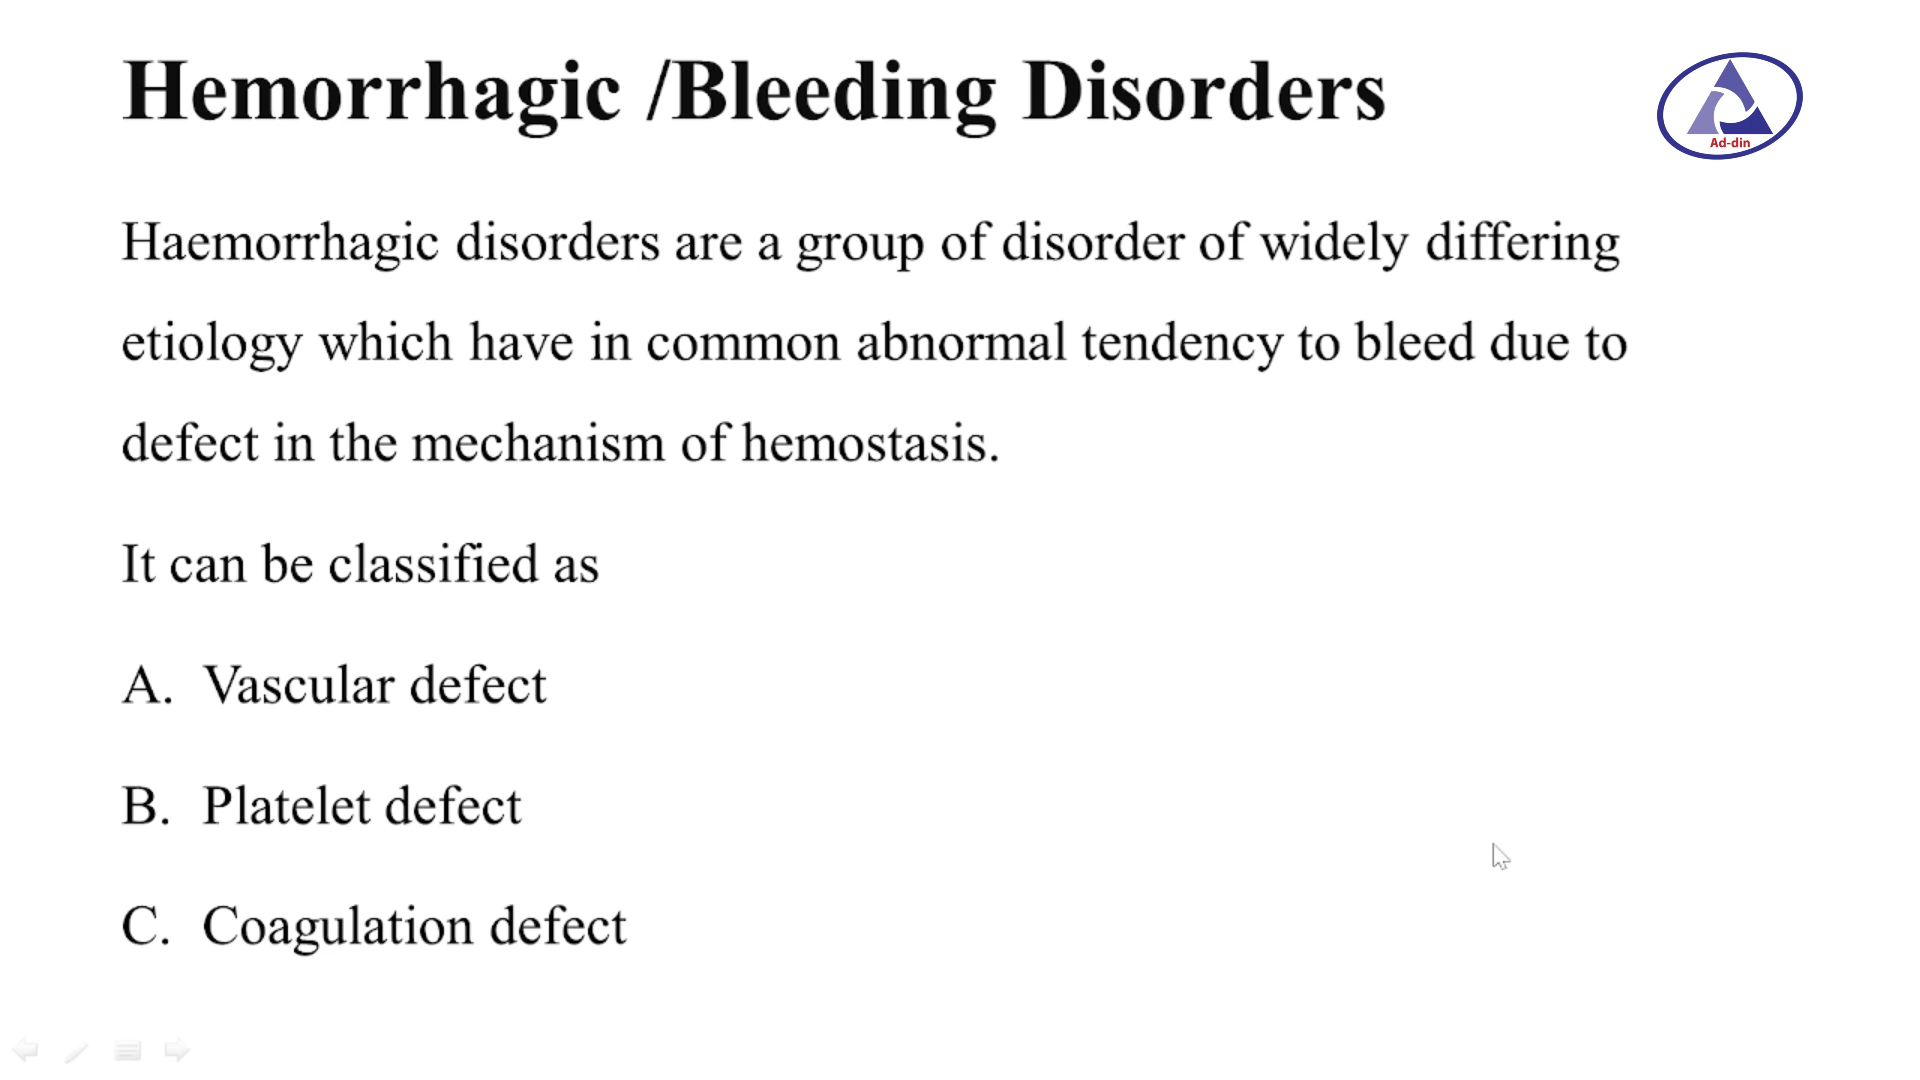 Hemorrhagic /Bleeding Disorders
Ad-din
Haemorrhagic disorders are a group of disorder of widely differing
etiology which have in common abnormal tendency to bleed due to
defect in the mechanism of hemostasis.
It can be classified as
A. Vascular defect
B. Platelet defect
C. Coagulation defect